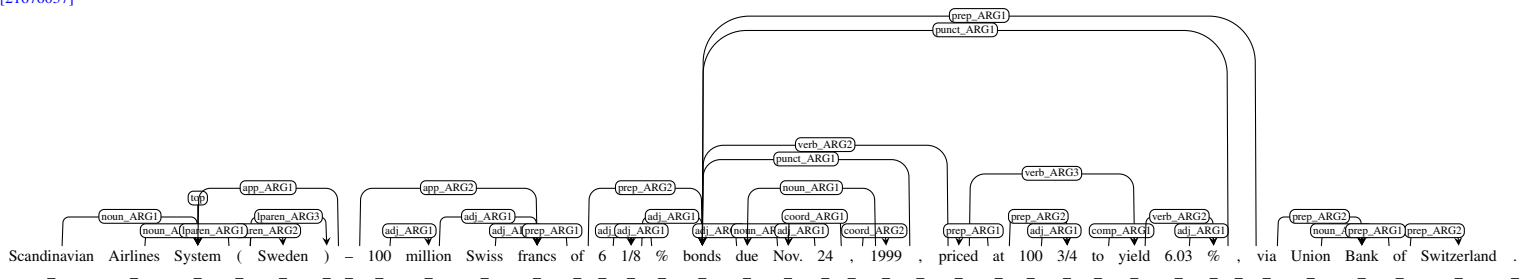 [21076037]
prep_ARG1
punct_ARG1
verb_ARG2
punct_ARG1
verb_ARG3
app_ARG1 app_ARG2 prep_ARG2 noun_ARG1
top
noun_ARG1 lparen_ARG3 adj_ARG1 adj_ARG1 coord_ARG1 prep_ARG2 verb_ARG2 prep_ARG2
lparen_ARG1 adj_ARG1 prep_ARG1 adj_ARG1 coord_ARG2 prep_ARG1 adj_ARG1 comp_ARG1 adj_ARG1 prep_ARG1 prep_ARG2
Scandinavian Airlines System ( Sweden ) – 100 million Swiss francs of 6 1/8 % bonds due Nov. 24 , 1999 , priced at 100 3/4 to yield 6.03 % , via Union Bank of Switzerland .
_ _ _ _ _ _ _ _ _ _ _ _ _ _ _ _ _ _ _ _ _ _ _ _ _ _ _ _ _ _ _ _ _ _ _ _ _ _